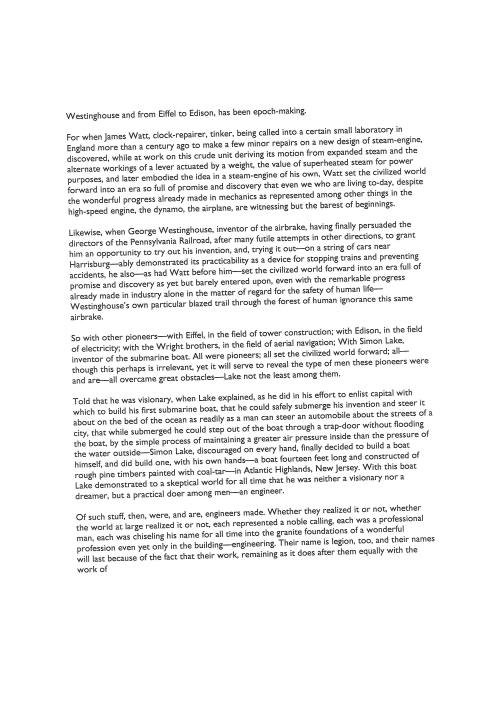 Westinghouse and from Eiffel to Edison, has been epoch-making.
For when James Watt, clock-repairer, tinker, being called into a certain small laboratory in
England more than a century ago to make a few minor repairs on a new design of steam-engine,
discovered, while at work on this crude unit deriving its motion from expanded steam and the
alternate workings of a lever actuated by a weight, the value of superheated steam for power
purposes, and later embodied the idea in a steam-engine of his own, Watt set the civilized world
forward into an era so full of promise and discovery that even we who are living to-day, despite
the wonderful progress already made in mechanics as represented among other things in the
high-speed engine, the dynamo, the airplane, are witnessing but the barest of beginnings.
Likewise, when George Westinghouse, inventor of the airbrake, having finally persuaded the
directors of the Pennsylvania Railroad, after many futile attempts in other directions, to grant
him an opportunity to try out his invention, and, trying it out—on a string of cars near
Harrisburg—ably demonstrated its practicability as a device for stopping trains and preventing
accidents, he also—as had Watt before him—set the civilized world forward into an era full of
promise and discovery as yet but barely entered upon, even with the remarkable progress
already made in industry alone in the matter of regard for the safety of human life—
Westinghouse's own particular blazed trail through the forest of human ignorance this same
airbrake.
So with other pioneers—with Eiffel, in the field of tower construction; with Edison, in the field
of electricity; with the Wright brothers, in the field of aerial navigation; With Simon Lake,
inventor of the submarine boat. All were pioneers; all set the civilized world forward; all—
though this perhaps is irrelevant, yet it will serve to reveal the type of men these pioneers were
and are—all overcame great obstacles—Lake not the least among them.
Told that he was visionary, when Lake explained, as he did in his effort to enlist capital with
which to build his first submarine boat, that he could safely submerge his invention and steer it
about on the bed of the ocean as readily as a man can steer an automobile about the streets of a
city, that while submerged he could step out of the boat through a trap-door without flooding
the boat, by the simple process of maintaining a greater air pressure inside than the pressure of
the water outside—Simon Lake, discouraged on every hand, finally decided to build a boat
himself, and did build one, with his own hands—a boat fourteen feet long and constructed of
rough pine timbers painted with coal-tar—in Atlantic Highlands, New Jersey. With this boat
Lake demonstrated to a skeptical world for all time that he was neither a visionary nor a
dreamer, but a practical doer among men—an engineer.
Of such stuff, then, were, and are, engineers made. Whether they realized it or not, whether
the world at large realized it or not, each represented a noble calling, each was a professional
man, each was chiseling his name for all time into the granite foundations of a wonderful
profession even yet only in the building—engineering. Their name is legion, too, and their names
will last because of the fact that their work, remaining as it does after them equally with the
work of